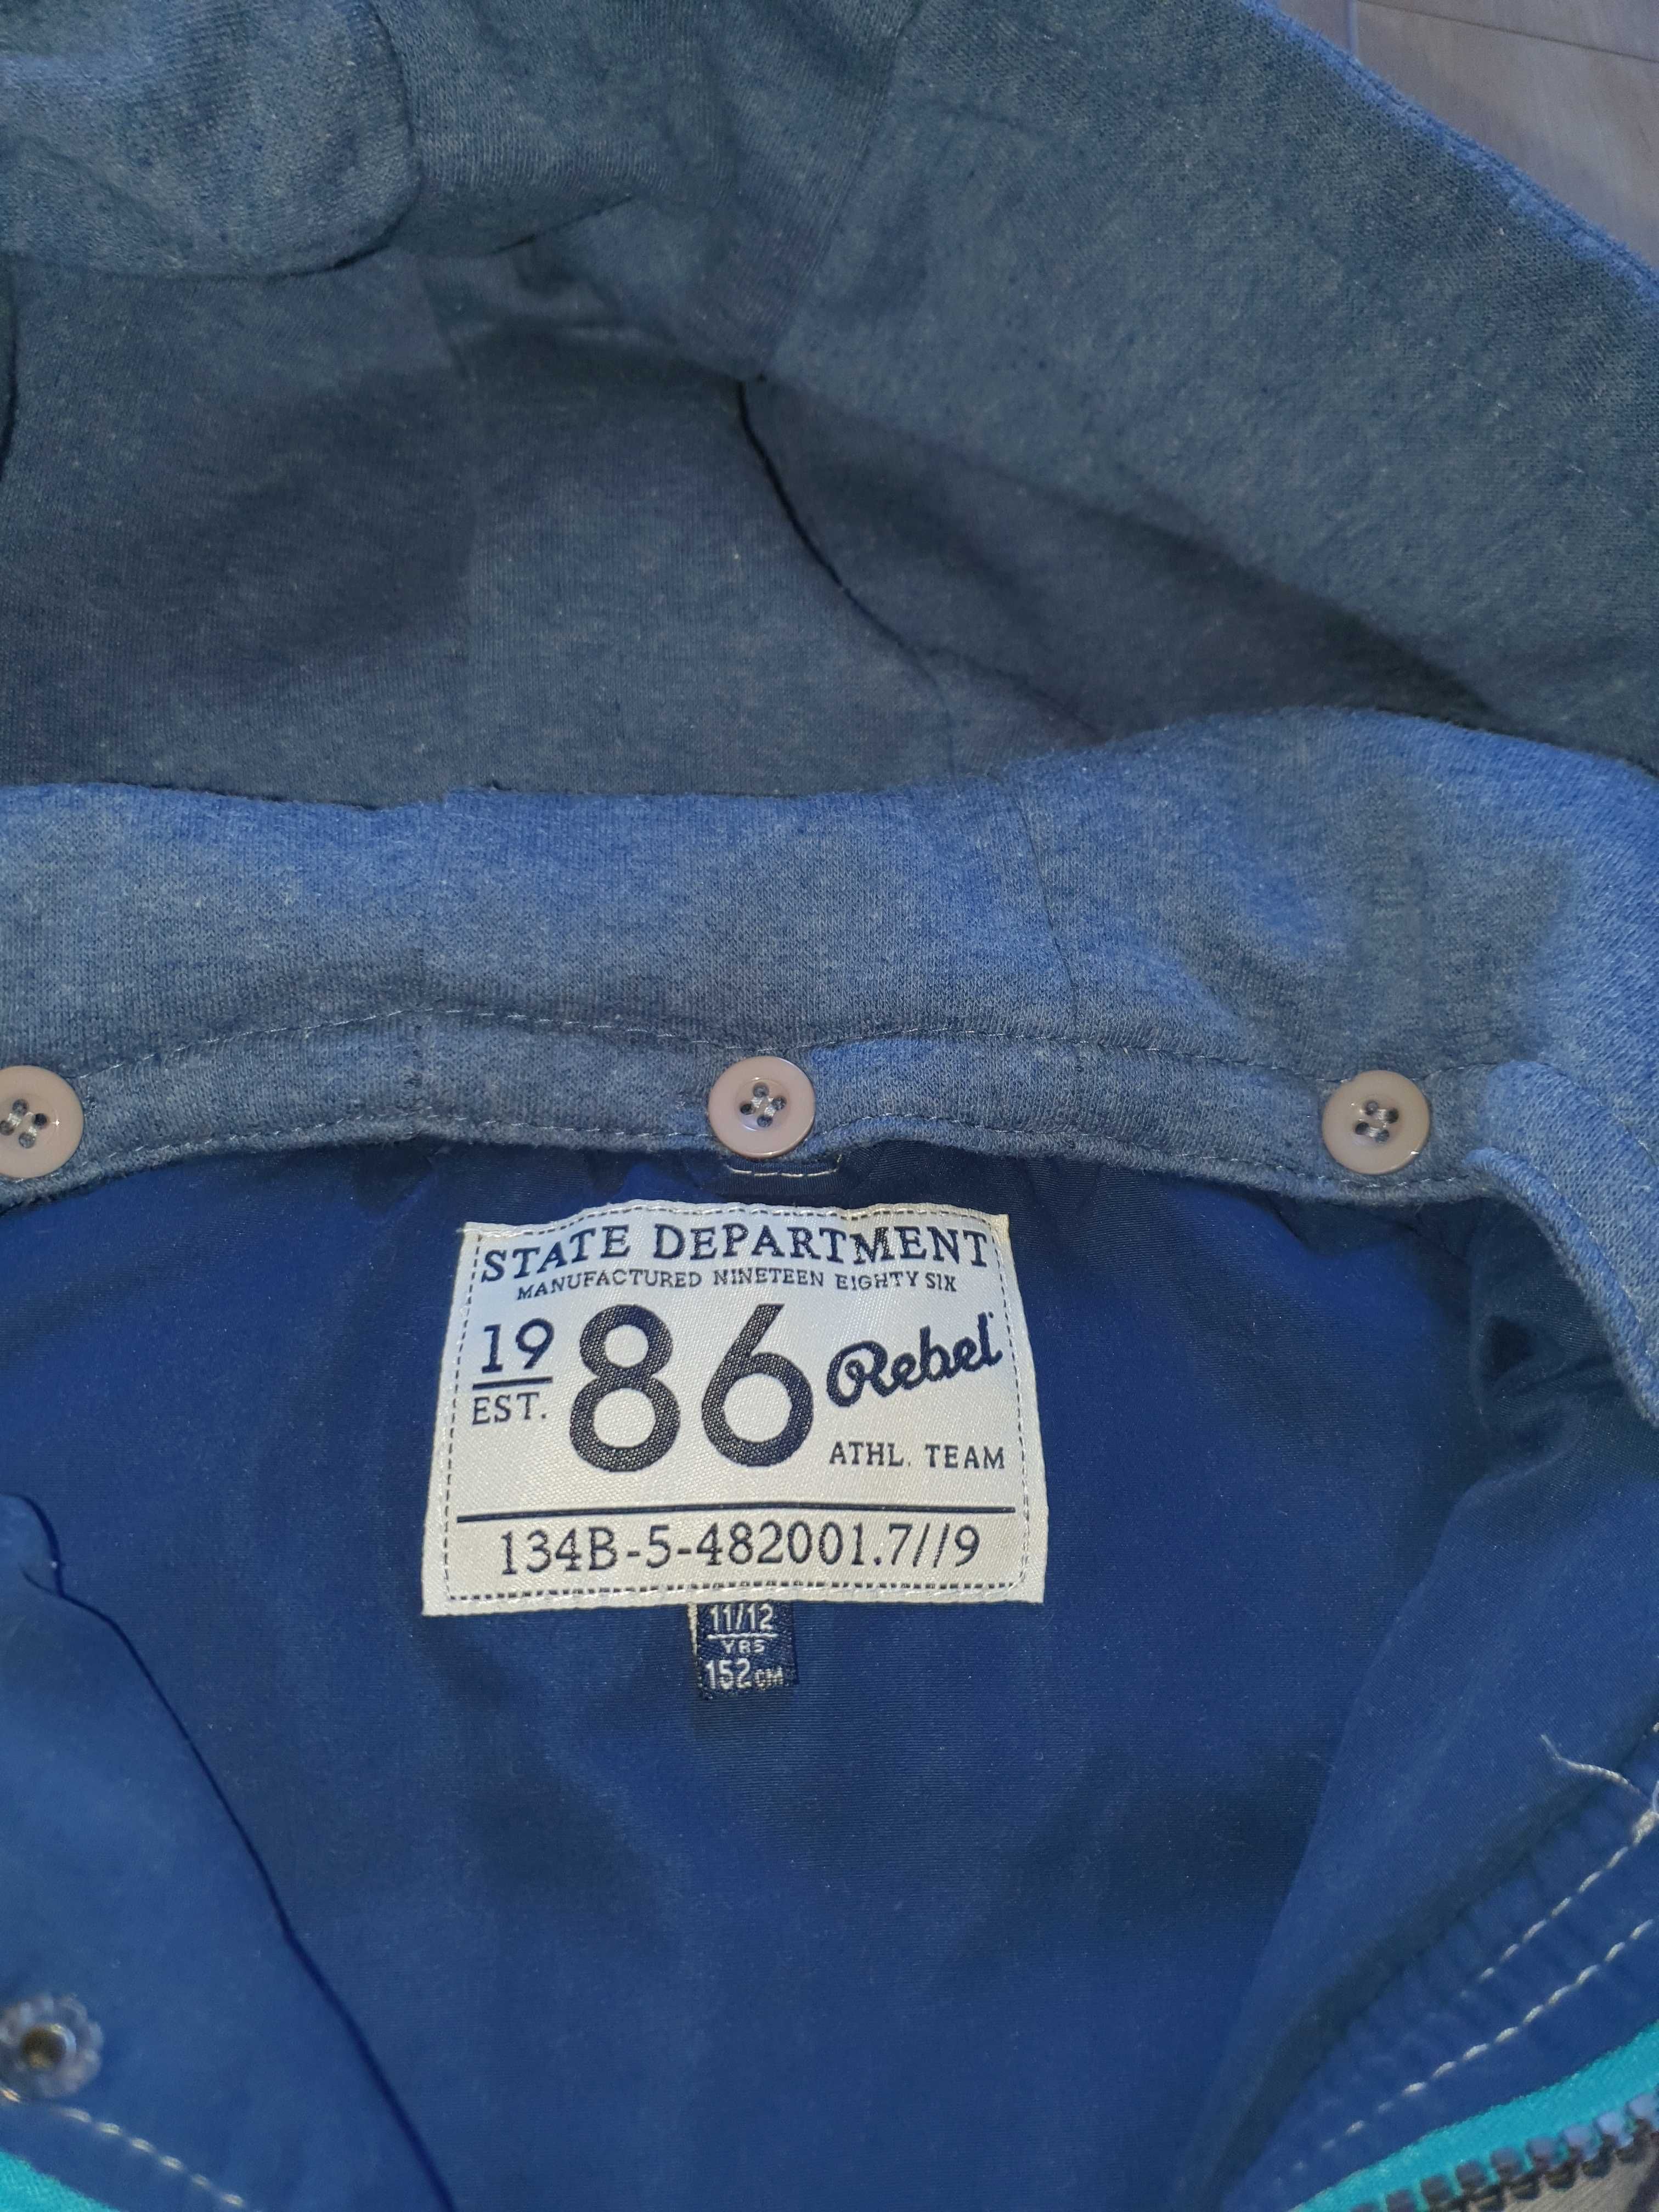 STATE DEPARTMENT
MANUFACTURED NINETEEN EIGHTY SIX
19
EST.
86
Rebel
ATHL. TEAM
134B-5-482001.7//9
11/12
YRS
152CM